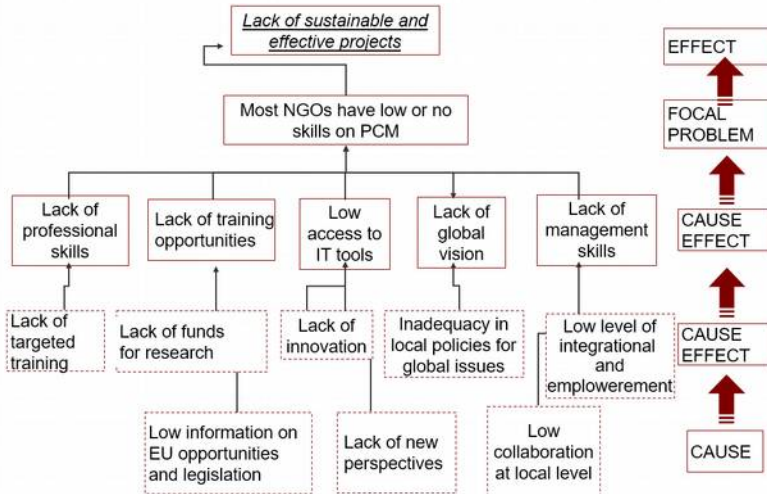 Lack of sustainable and
effective projects
EFFECT
Most NGOs have low or no
skills on PCM
FOCAL
PROBLEM
Lack of
professional
skills
Lack of training
opportunities
Low
access to
IT tools
Lack of
global
vision
Lack of
management
skills
CAUSE
EFFECT
Lack of
targeted
training
Lack of funds
for research
Lack of
innovation
Inadequacy in
local policies for
global issues
Low level of
integrational
and
emplowerement
CAUSE
EFFECT
Low information on
EU opportunities
and legislation
Lack of new
perspectives
Low
collaboration
at local level
CAUSE